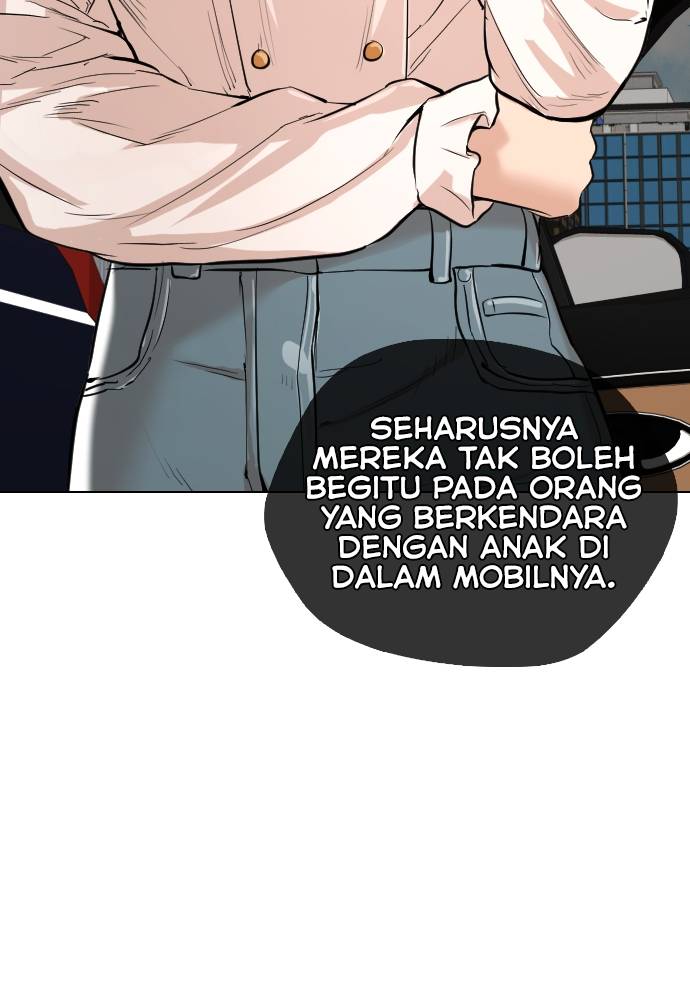 SEHARUSNYA
MEREKA TAK BOLEH
BEGITU PADA ORANG
YANG BERKENDARA
DENGAN ANAK DI
DALAM MOBILNYA.